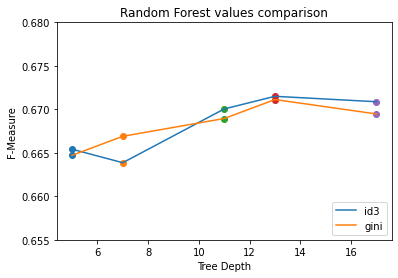 Random Forest values comparison
F-Measure
0.680
0.675
0.670
0.665
0.660
0.655
6 8 10 12 14 16
Tree Depth
id3
gini